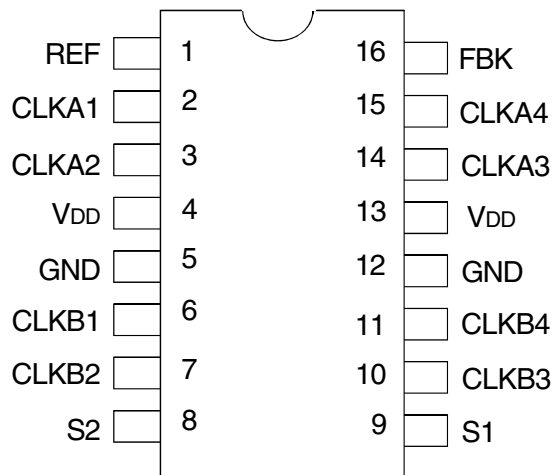 REF 1 16 FBK
CLKA1 2 15 CLKA4
CLKA2 3 14 CLKA3
VDD 4 13 VDD
GND 5 12 GND
CLKB1 6 11 CLKB4
CLKB2 7 10 CLKB3
S2 8 9 S1